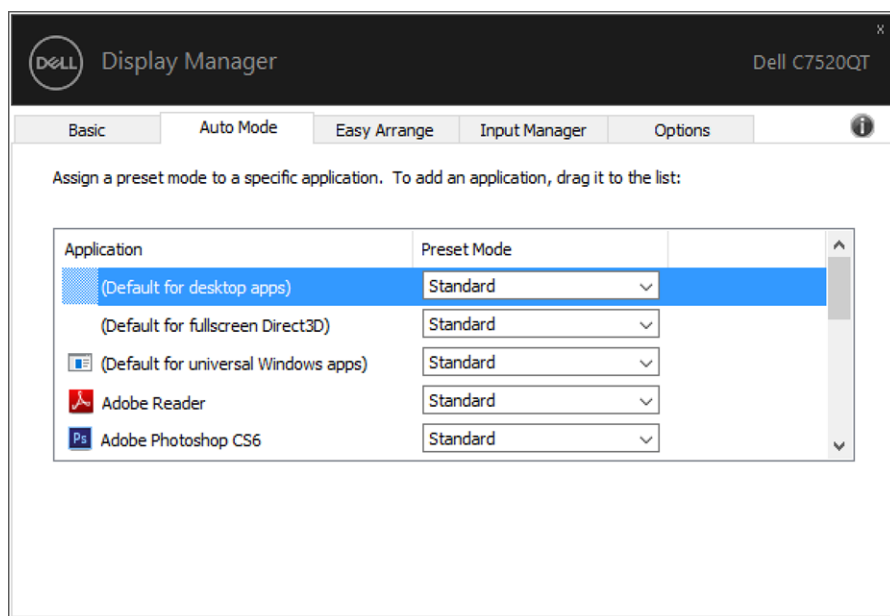 DELL Display Manager Dell C7520QT
x
Basic Auto Mode Easy Arrange Input Manager Options i
Assign a preset mode to a specific application. To add an application, drag it to the list:
Application Preset Mode
(Default for desktop apps) Standard
(Default for fullscreen Direct3D) Standard
(Default for universal Windows apps) Standard
Adobe Reader Standard
Ps Adobe Photoshop CS6 Standard